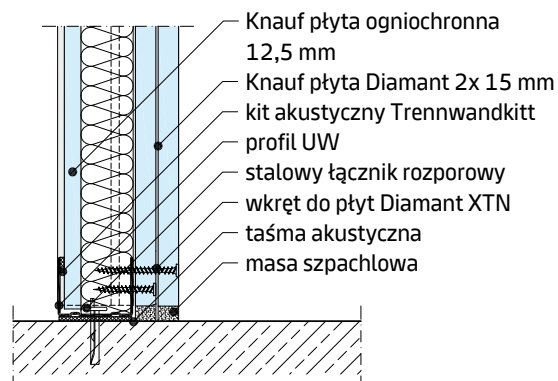 Knauf płyta ogniochronna
12,5 mm
Knauf płyta Diamant 2x 15 mm
kit akustyczny Trennwandkitt
profil UW
stalowy łącznik rozporowy
wkręt do płyt Diamant XTN
taśma akustyczna
masa szpachlowa